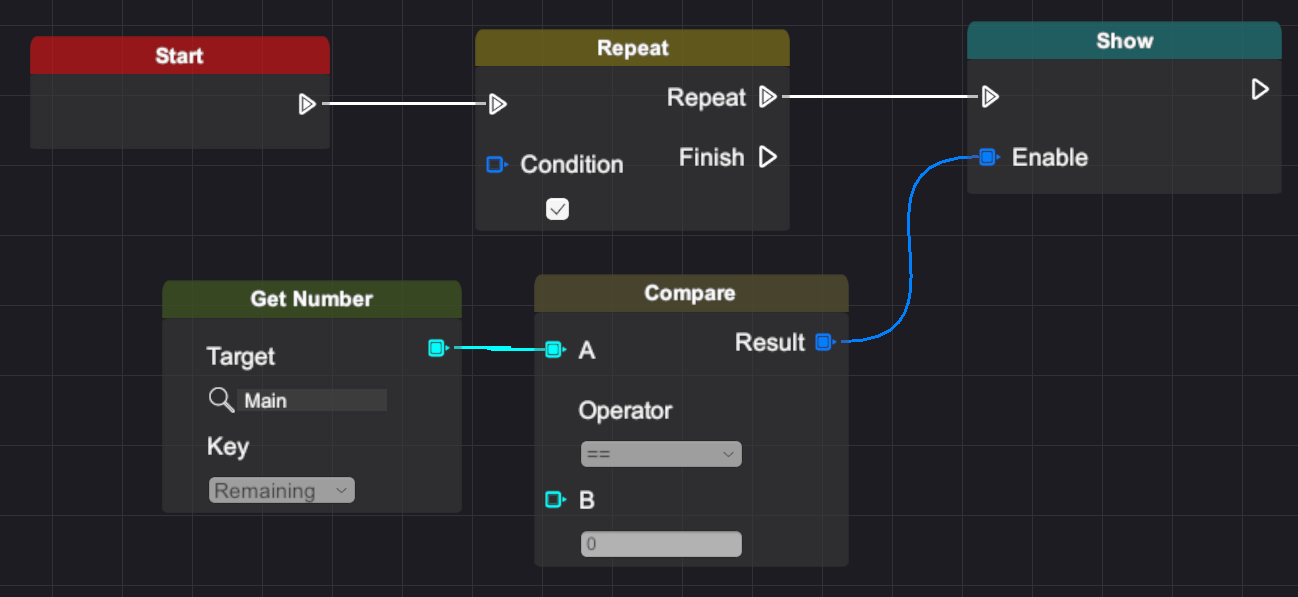 Start
Repeat
Repeat
Finish
Condition
Show
Enable
Get Number
Target
Main
Key
Remaining
Compare
A
Result
Operator
==
B
0